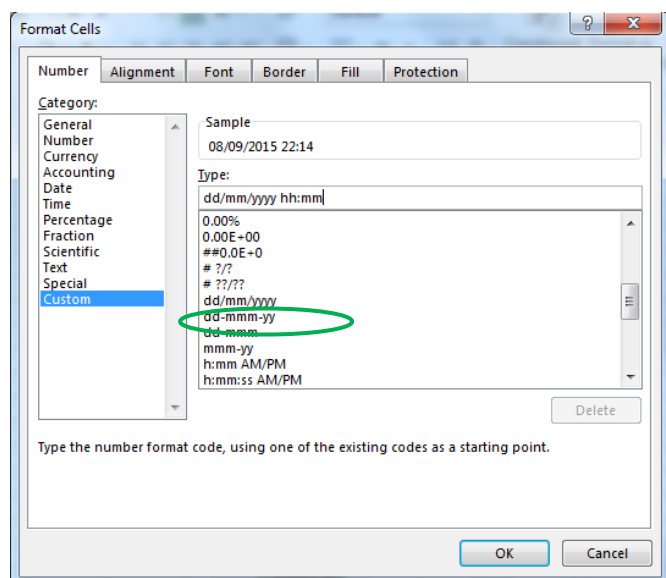 Format Cells
Number Alignment Font Border Fill Protection
Category:
General
Number
Currency
Accounting
Date
Time
Percentage
Fraction
Scientific
Text
Special
Custom
Sample
08/09/2015 22:14
Type:
dd/mm/yyyy hh:mm
0.00%
0.00E+00
##0.0E+0
# ?/?
# ??/??
dd/mm/yyyy
dd-mmm-yy
dd-mmm
mmm-yy
h:mm AM/PM
h:mm:ss AM/PM
Delete
Type the number format code, using one of the existing codes as a starting point.
OK Cancel